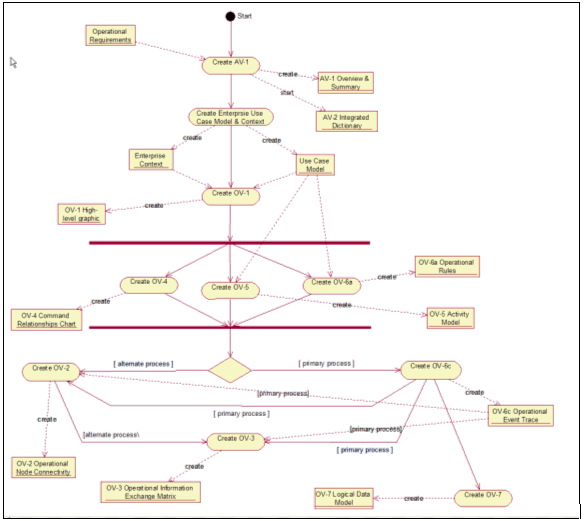 Start
Operational
Requirements
Create AV-1
create
AV-1 Overview &
Summary
start
AV-2 Integrated
Dictionary
Create Enterprsie Use
Case Model & Context
create
create
Enterprise
Context
Use Case
Model
Create OV-1
OV-1 High-
level graphic
create
OV-6a Operational
Rules
Create OV-4
Create OV-5
Create OV-6a
create
create
create
OV-4 Command
Relationships Chart
OV-5 Activity
Model
[ alternate process ]
[ primary process ]
Create OV-2
Create OV-6c
[primary process]
create
create
[ primary process ]
OV-6c Operational
Event Trace
[alternate process\
Create OV-3
[primary process]
[ primary process ]
create
OV-2 Operational
Node Connectivity
OV-3 Operational Information
Exchange Matrix
OV-7 Logical Data
Model
create
Create OV-7